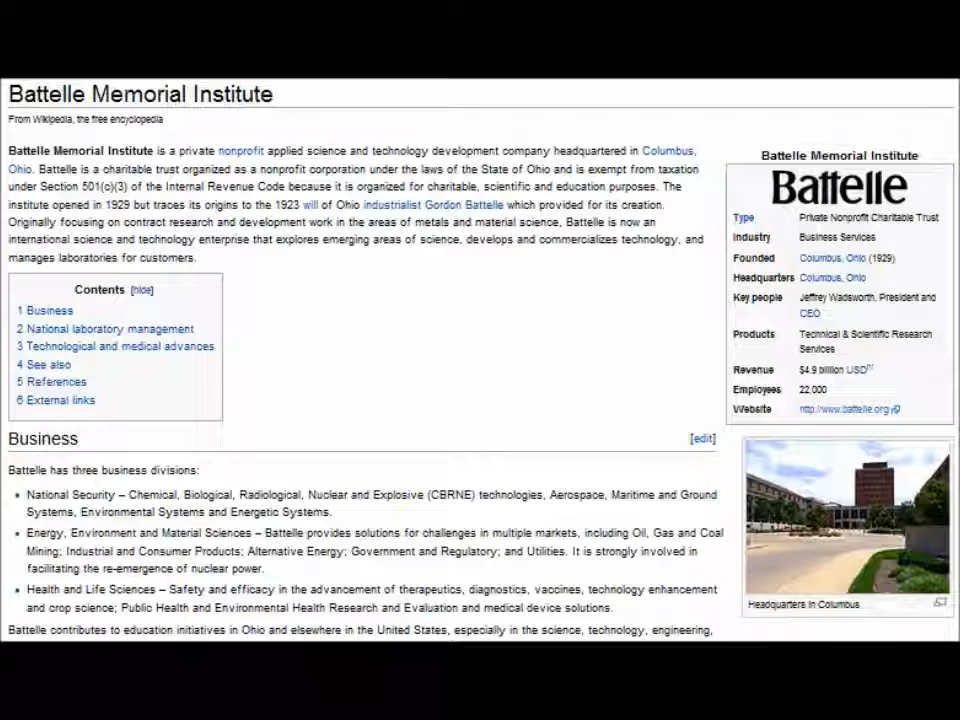 Battelle Memorial Institute
From Wikipedia, the free encyclopedia
Battelle Memorial Institute is a private nonprofit applied science and technology development company headquartered in Columbus,
Ohio. Battelle is a charitable trust organized as a nonprofit corporation under the laws of the State of Ohio and is exempt from taxation
under Section 501(c)(3) of the Internal Revenue Code because it is organized for charitable, scientific and education purposes. The
institute opened in 1929 but traces its origins to the 1923 will of Ohio industrialist Gordon Battelle which provided for its creation.
Originally focusing on contract research and development work in the areas of metals and material science, Battelle is now an
international science and technology enterprise that explores emerging areas of science, develops and commercializes technology, and
manages laboratories for customers.
Contents [hide]
1 Business
2 National laboratory management
3 Technological and medical advances
4 See also
5 References
6 External links
Battelle Memorial Institute
Battelle
Type Private Nonprofit Charitable Trust
Industry Business Services
Founded Columbus, Ohio (1929)
Headquarters Columbus, Ohio
Key people Jeffrey Wadsworth, President and
CEO
Products Technical & Scientific Research
Services
Revenue $4.9 billion USD[1]
Employees 22,000
Website http://www.battelle.org
Business [edit]
Battelle has three business divisions:
• National Security – Chemical, Biological, Radiological, Nuclear and Explosive (CBRNE) technologies, Aerospace, Maritime and Ground
Systems, Environmental Systems and Energetic Systems.
• Energy, Environment and Material Sciences – Battelle provides solutions for challenges in multiple markets, including Oil, Gas and Coal
Mining; Industrial and Consumer Products; Alternative Energy; Government and Regulatory; and Utilities. It is strongly involved in
facilitating the re-emergence of nuclear power.
• Health and Life Sciences – Safety and efficacy in the advancement of therapeutics, diagnostics, vaccines, technology enhancement
and crop science; Public Health and Environmental Health Research and Evaluation and medical device solutions.
Battelle contributes to education initiatives in Ohio and elsewhere in the United States, especially in the science, technology, engineering,
Headquarters in Columbus